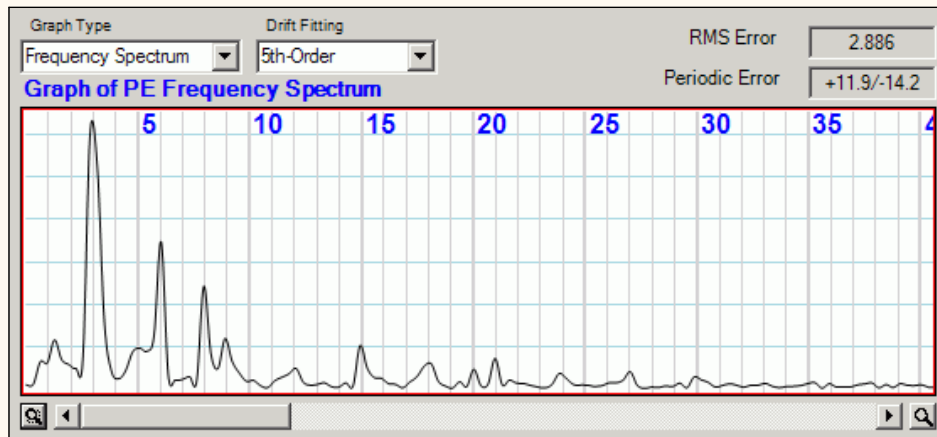 Graph Type Drift Fitting
Frequency Spectrum 5th-Order
RMS Error 2.886
Periodic Error +11.9/-14.2
Graph of PE Frequency Spectrum
5 10 15 20 25 30 35